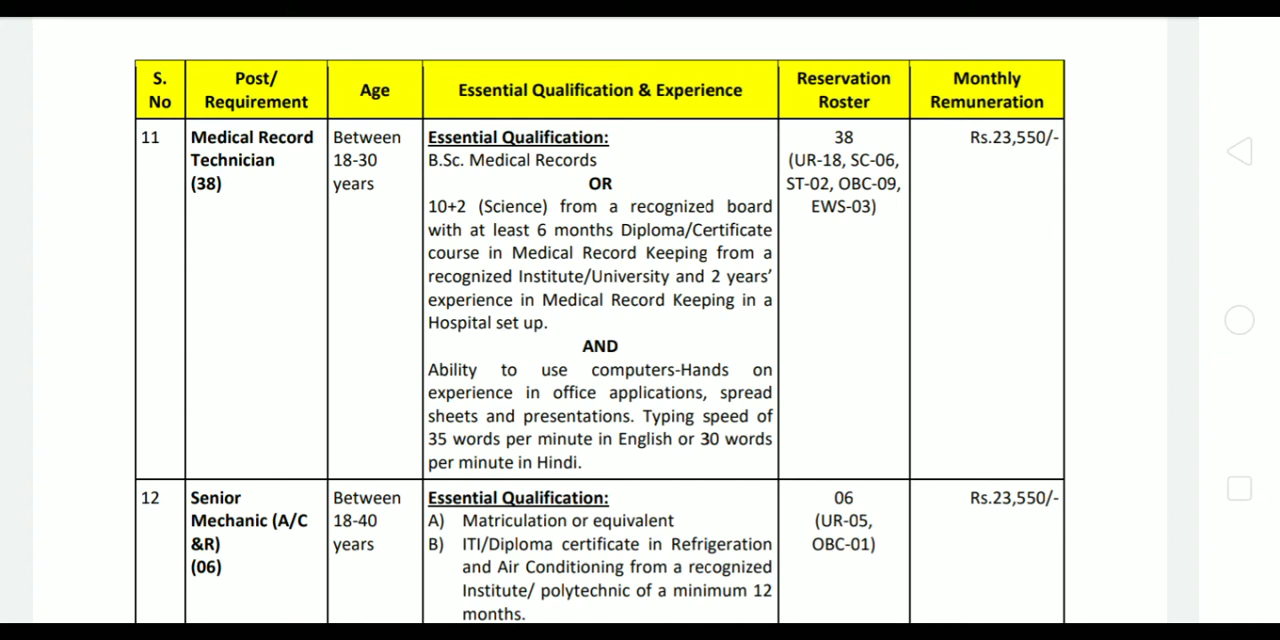 S. No
Post/ Requirement
Age
Essential Qualification & Experience
Reservation Roster
Monthly Remuneration
11
Medical Record
Technician
(38)
Between
18-30
years
Essential Qualification:
B.Sc. Medical Records
OR
10+2 (Science) from a recognized board
with at least 6 months Diploma/Certificate
course in Medical Record Keeping from a
recognized Institute/University and 2 years’
experience in Medical Record Keeping in a
Hospital set up.
AND
Ability to use computers-Hands on
experience in office applications, spread
sheets and presentations. Typing speed of
35 words per minute in English or 30 words
per minute in Hindi.
38
(UR-18, SC-06,
ST-02, OBC-09,
EWS-03)
Rs.23,550/-
12
Senior
Mechanic (A/C
&R)
(06)
Between
18-40
years
Essential Qualification:
A) Matriculation or equivalent
B) ITI/Diploma certificate in Refrigeration
and Air Conditioning from a recognized
Institute/ polytechnic of a minimum 12
months.
06
(UR-05,
OBC-01)
Rs.23,550/-